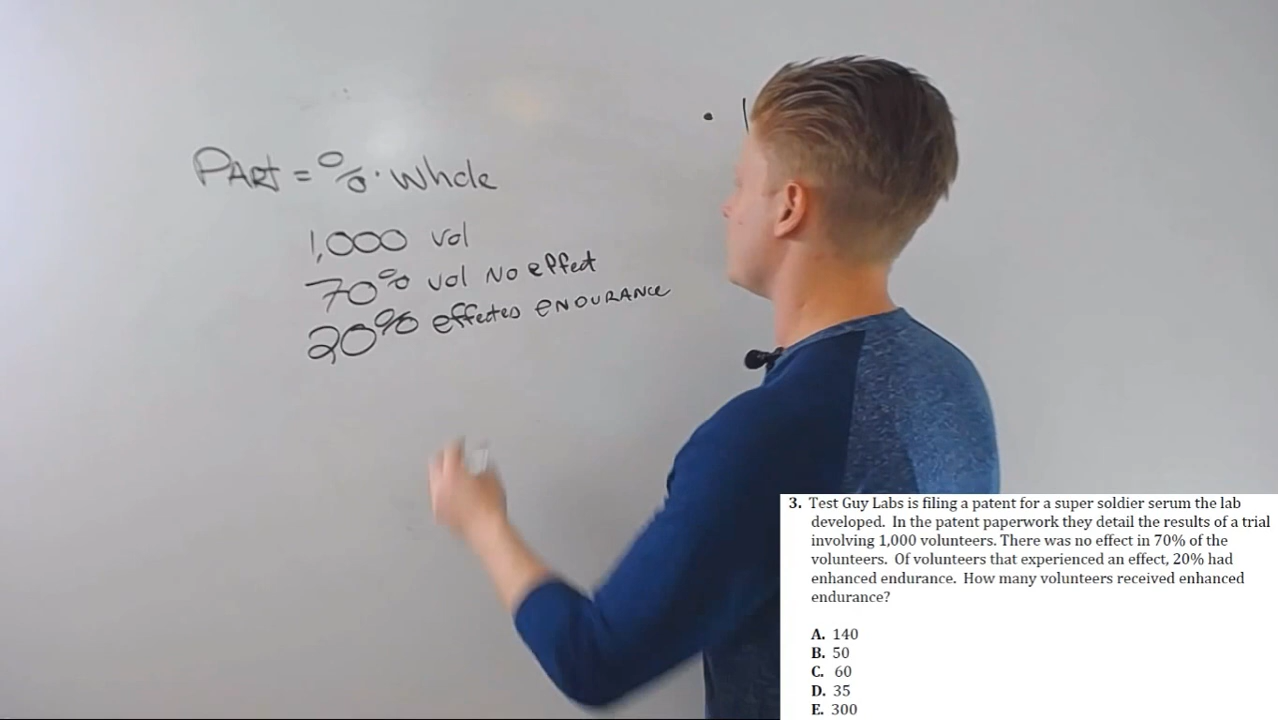 PART = % · Whole
1,000 vol
70% vol No effect
20% effectes ENDURANCE
3. Test Guy Labs is filing a patent for a super soldier serum the lab
developed. In the patent paperwork they detail the results of a trial
involving 1,000 volunteers. There was no effect in 70% of the
volunteers. Of volunteers that experienced an effect, 20% had
enhanced endurance. How many volunteers received enhanced
endurance?
A. 140
B. 50
C. 60
D. 35
E. 300